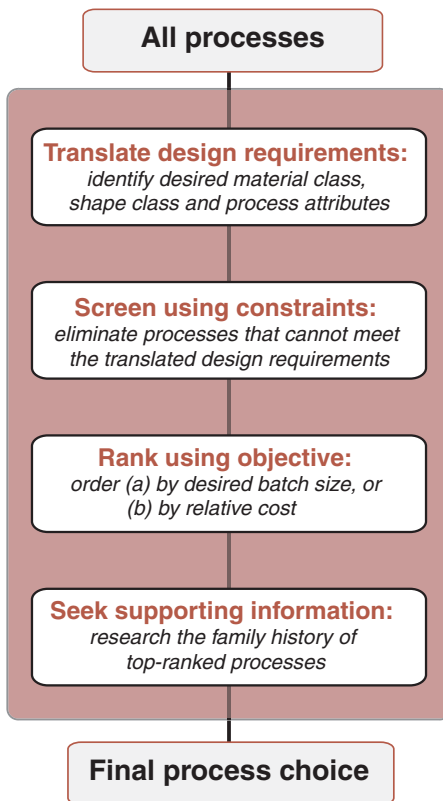 All processes
Translate design requirements:
identify desired material class,
shape class and process attributes
Screen using constraints:
eliminate processes that cannot meet
the translated design requirements
Rank using objective:
order (a) by desired batch size, or
(b) by relative cost
Seek supporting information:
research the family history of
top-ranked processes
Final process choice